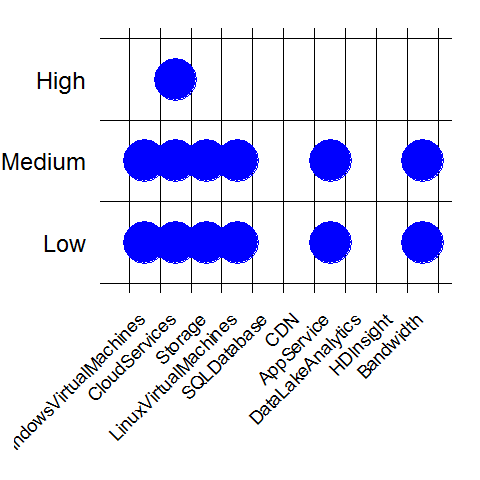 High
Medium
Low
ndowsVirtualMachines
CloudServices
Storage
LinuxVirtualMachines
SQLDatabase
CDN
AppService
DataLakeAnalytics
HDInsight
Bandwidth